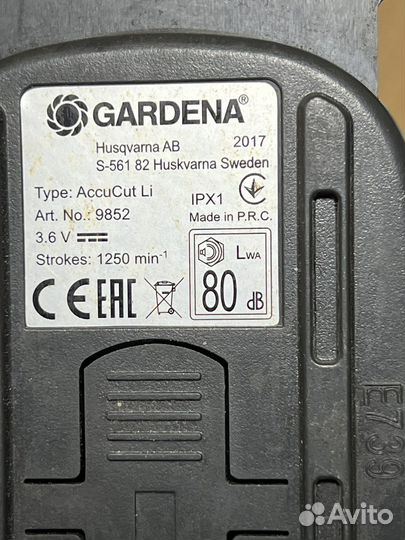 GARDENA®
Husqvarna AB 2017
S-561 82 Huskvarna Sweden
Type: AccuCut Li
IPX1
Art. No.: 9852
Made in P.R.C.
3.6 V
Strokes: 1250 min⁻¹
LWA
80 dB
CE EAC
E739
Avito